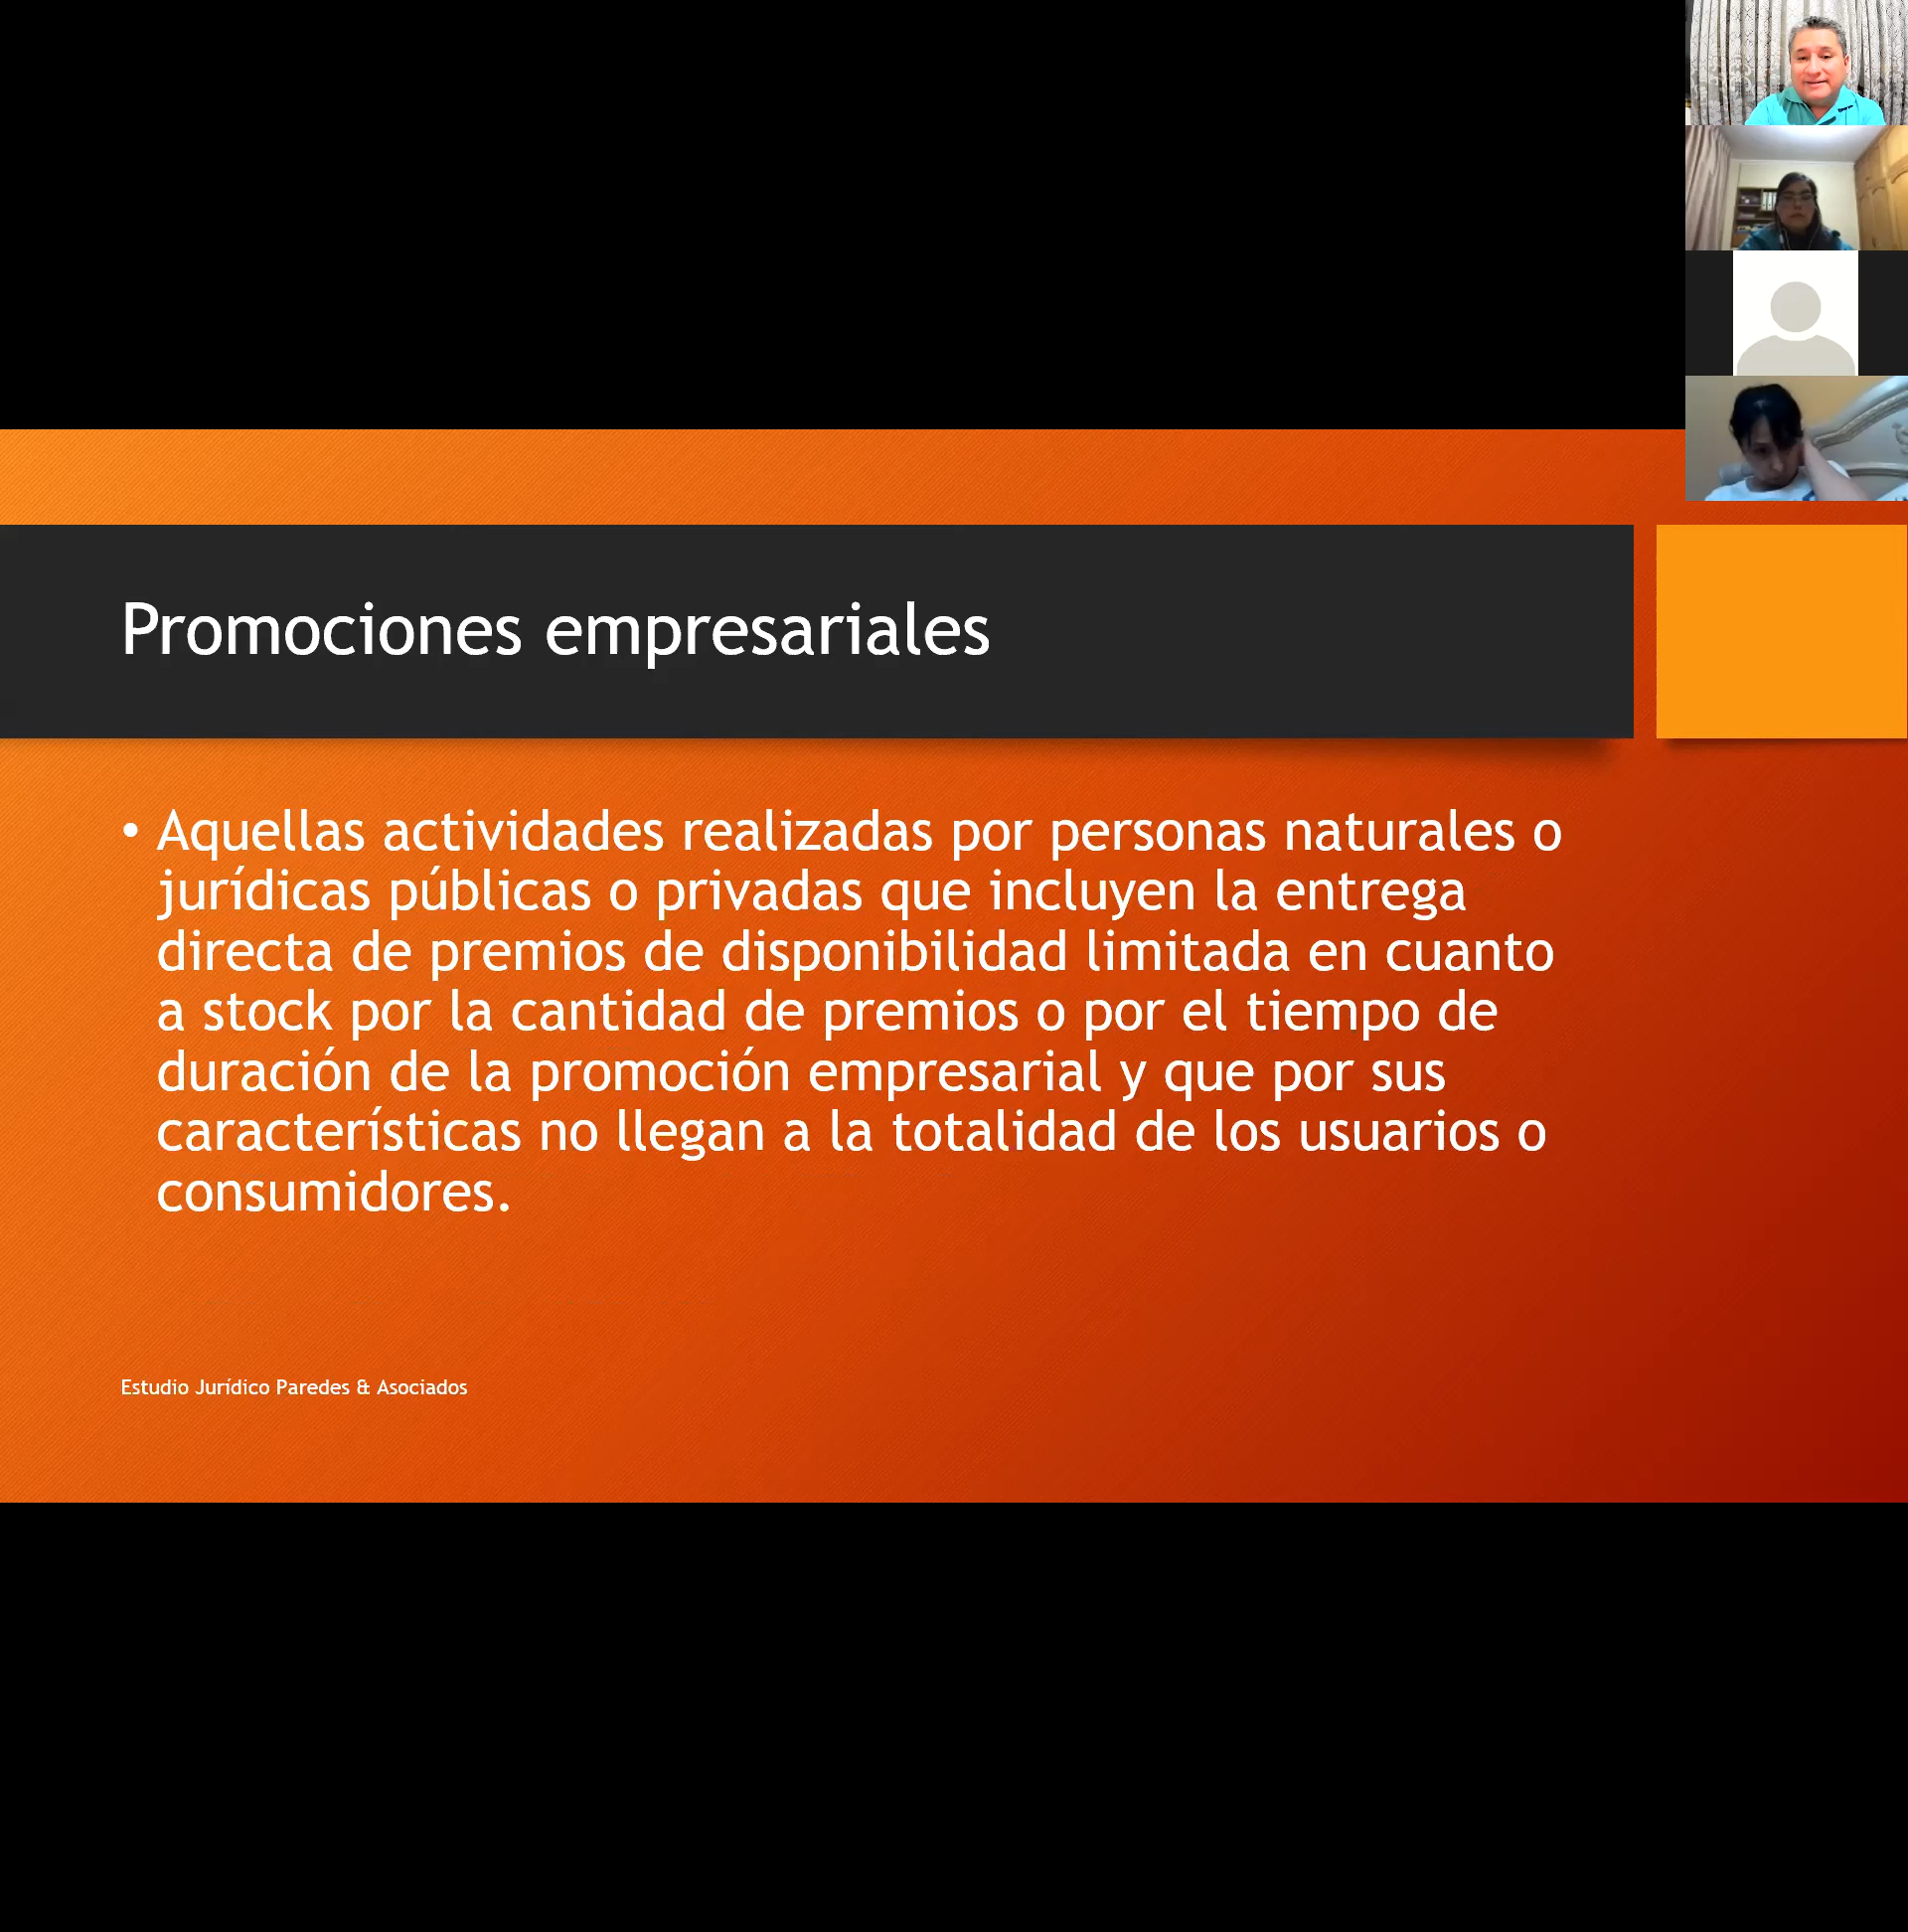 Promociones empresariales
• Aquellas actividades realizadas por personas naturales o
jurídicas públicas o privadas que incluyen la entrega
directa de premios de disponibilidad limitada en cuanto
a stock por la cantidad de premios o por el tiempo de
duración de la promoción empresarial y que por sus
características no llegan a la totalidad de los usuarios o
consumidores.
Estudio Jurídico Paredes & Asociados